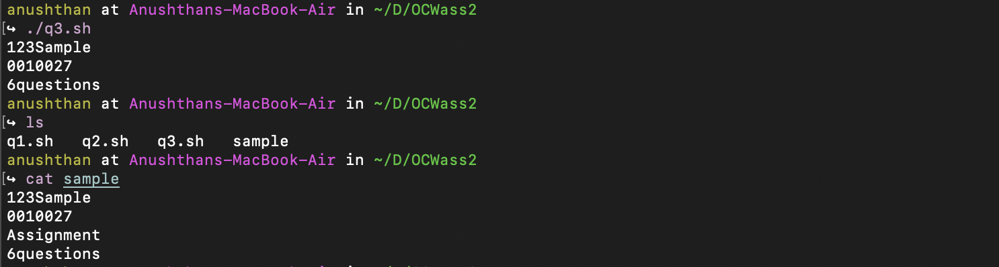 anushthan at Anushthans-MacBook-Air in ~/D/OCWass2
[↪ ./q3.sh
123Sample
0010027
6questions
anushthan at Anushthans-MacBook-Air in ~/D/OCWass2
[↪ ls
q1.sh q2.sh q3.sh sample
anushthan at Anushthans-MacBook-Air in ~/D/OCWass2
[↪ cat sample
123Sample
0010027
Assignment
6questions